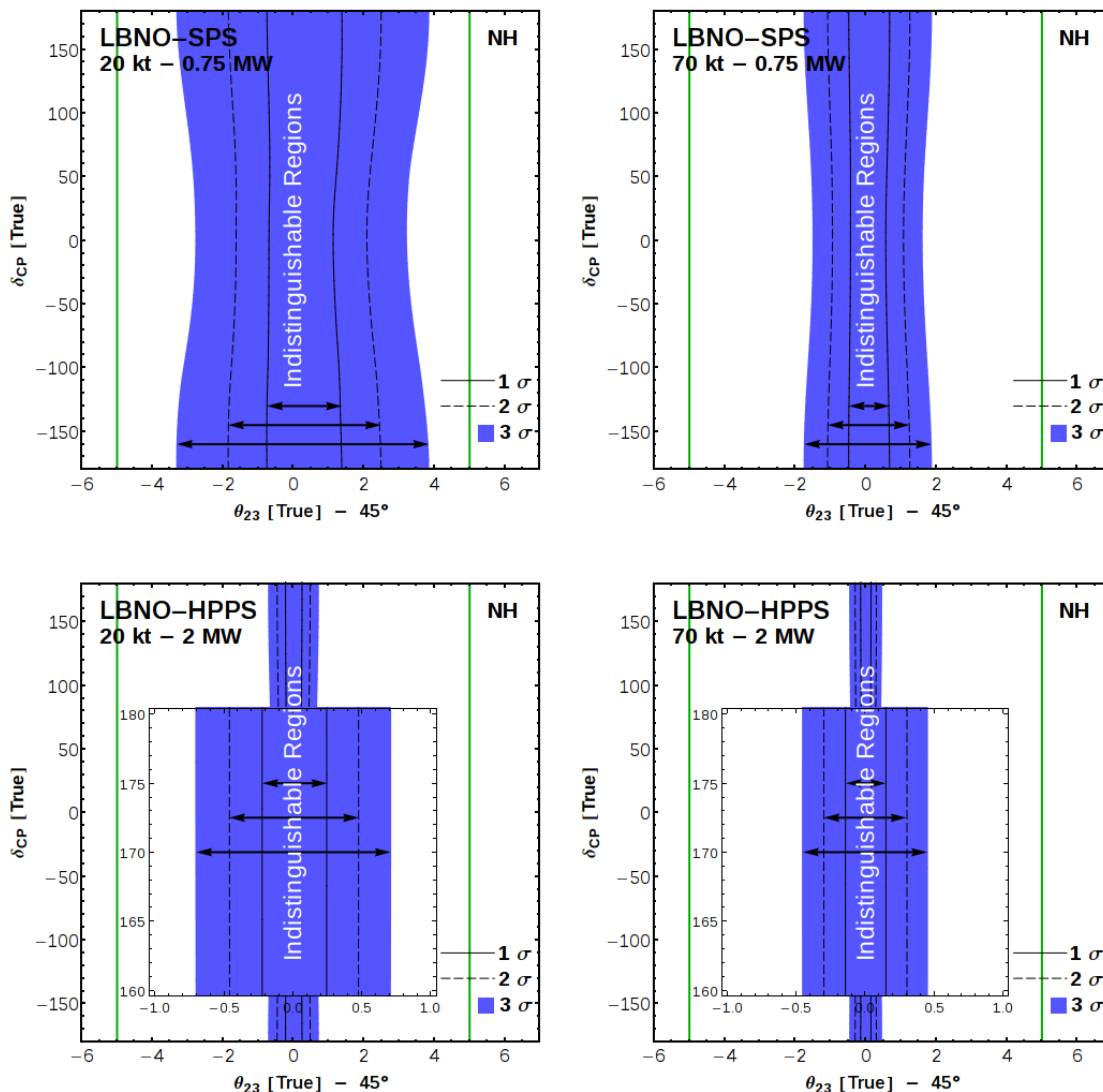 LBNO–SPS
20 kt – 0.75 MW
NH
Indistinguishable Regions
1 σ
2 σ
3 σ
150
100
50
0
−50
−100
−150
δCP [True]
−6 −4 −2 0 2 4 6
θ23 [True] − 45°
LBNO–SPS
70 kt – 0.75 MW
NH
Indistinguishable Regions
1 σ
2 σ
3 σ
150
100
50
0
−50
−100
−150
δCP [True]
−6 −4 −2 0 2 4 6
θ23 [True] − 45°
LBNO–HPPS
20 kt – 2 MW
NH
Indistinguishable Regions
180
175
170
165
160
−1.0 −0.5 0.0 0.5 1.0
1 σ
2 σ
3 σ
150
100
50
0
−50
−100
−150
δCP [True]
−6 −4 −2 0 2 4 6
θ23 [True] − 45°
LBNO–HPPS
70 kt – 2 MW
NH
Indistinguishable Regions
180
175
170
165
160
−1.0 −0.5 0.0 0.5 1.0
1 σ
2 σ
3 σ
150
100
50
0
−50
−100
−150
δCP [True]
−6 −4 −2 0 2 4 6
θ23 [True] − 45°